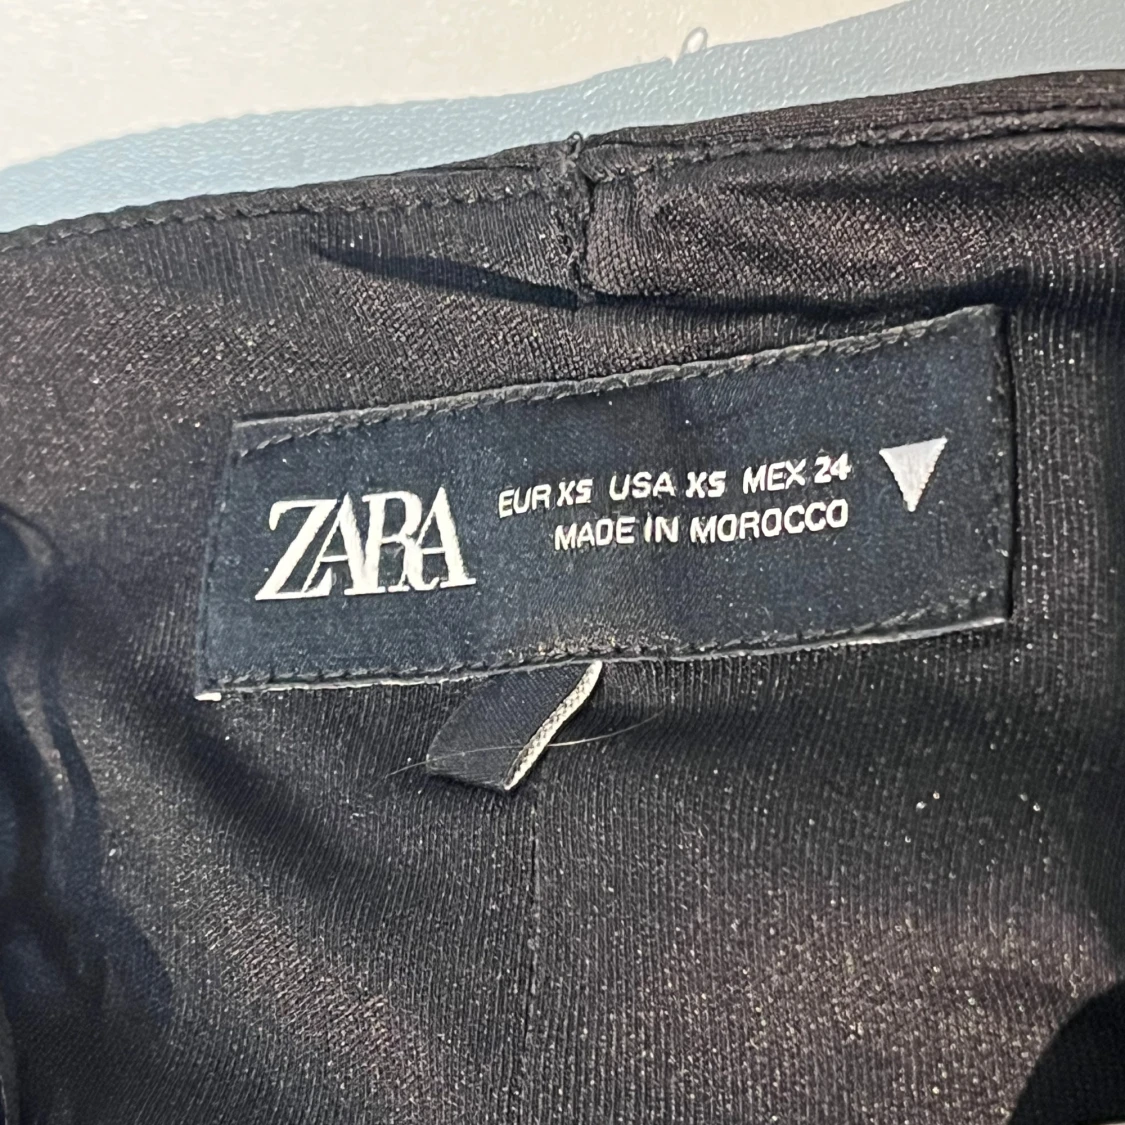 ZARA
EUR XS USA XS MEX 24
MADE IN MOROCCO